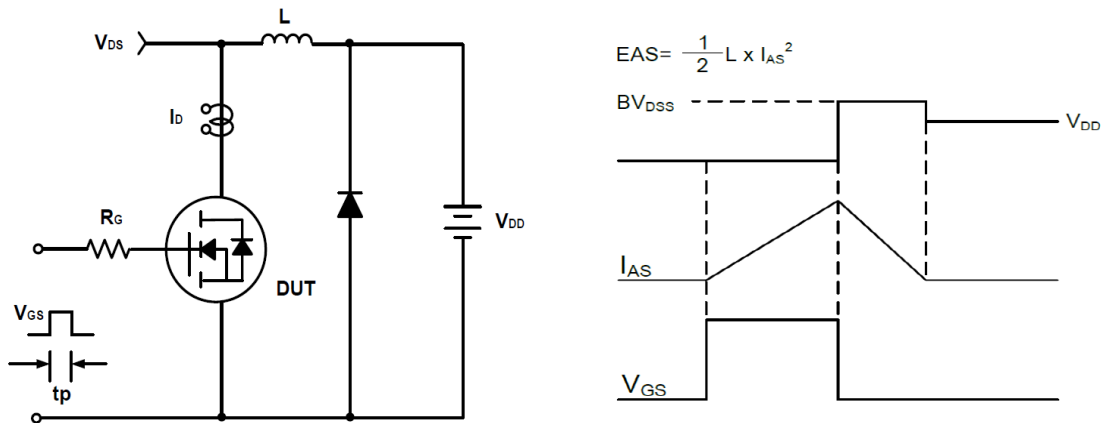 L
VDS
ID
RG
VDD
DUT
VGS
tp
EAS= 1/2 L x IAS²
BVDSS
VDD
IAS
VGS